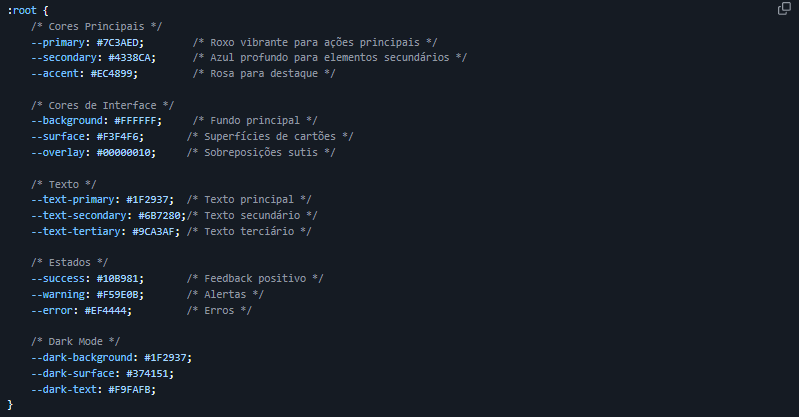 :root {
/* Cores Principais */
--primary: #7C3AED; /* Roxo vibrante para ações principais */
--secondary: #4338CA; /* Azul profundo para elementos secundários */
--accent: #EC4899; /* Rosa para destaque */
/* Cores de Interface */
--background: #FFFFFF; /* Fundo principal */
--surface: #F3F4F6; /* Superfícies de cartões */
--overlay: #00000010; /* Sobreposições sutis */
/* Texto */
--text-primary: #1F2937; /* Texto principal */
--text-secondary: #6B7280;/* Texto secundário */
--text-tertiary: #9CA3AF; /* Texto terciário */
/* Estados */
--success: #10B981; /* Feedback positivo */
--warning: #F59E0B; /* Alertas */
--error: #EF4444; /* Erros */
/* Dark Mode */
--dark-background: #1F2937;
--dark-surface: #374151;
--dark-text: #F9FAFB;
}